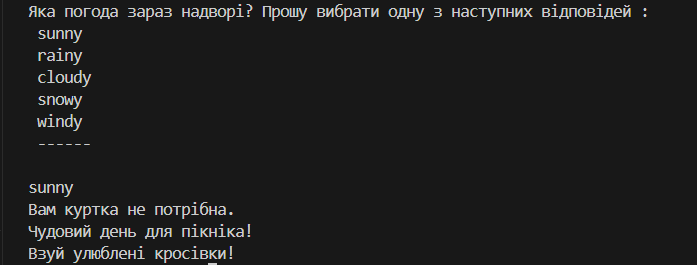 Яка погода зараз надворі? Прошу вибрати одну з наступних відповідей :
sunny
rainy
cloudy
snowy
windy
------
sunny
Вам куртка не потрібна.
Чудовий день для пікніка!
Взуй улюблені кросівки!